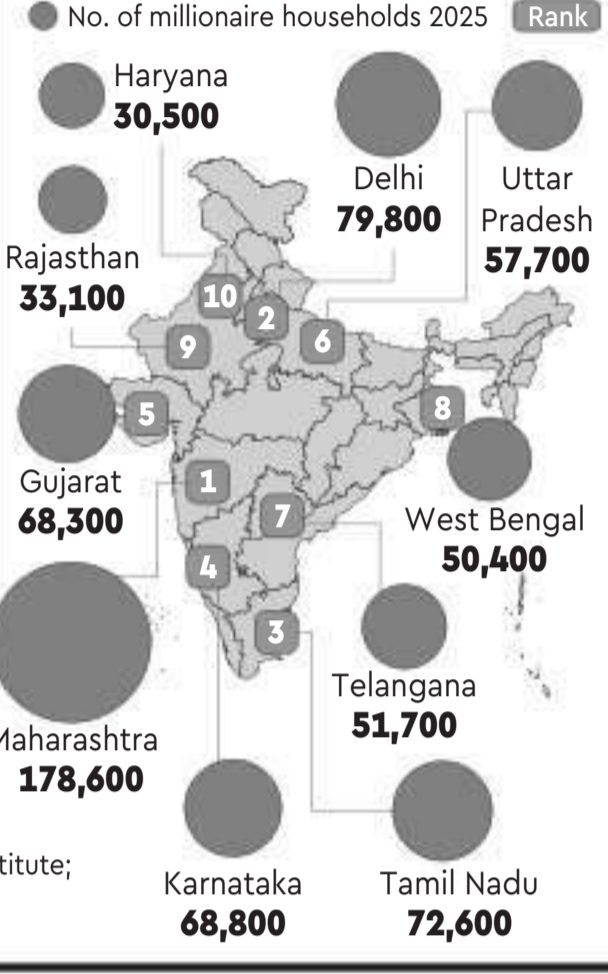 No. of millionaire households 2025 Rank
Haryana
30,500
Delhi
79,800
Uttar
Pradesh
57,700
Rajasthan
33,100
10
2
6
9
5
8
Gujarat
68,300
1
7
West Bengal
50,400
4
3
Telangana
51,700
Maharashtra
178,600
titute;
Karnataka
68,800
Tamil Nadu
72,600